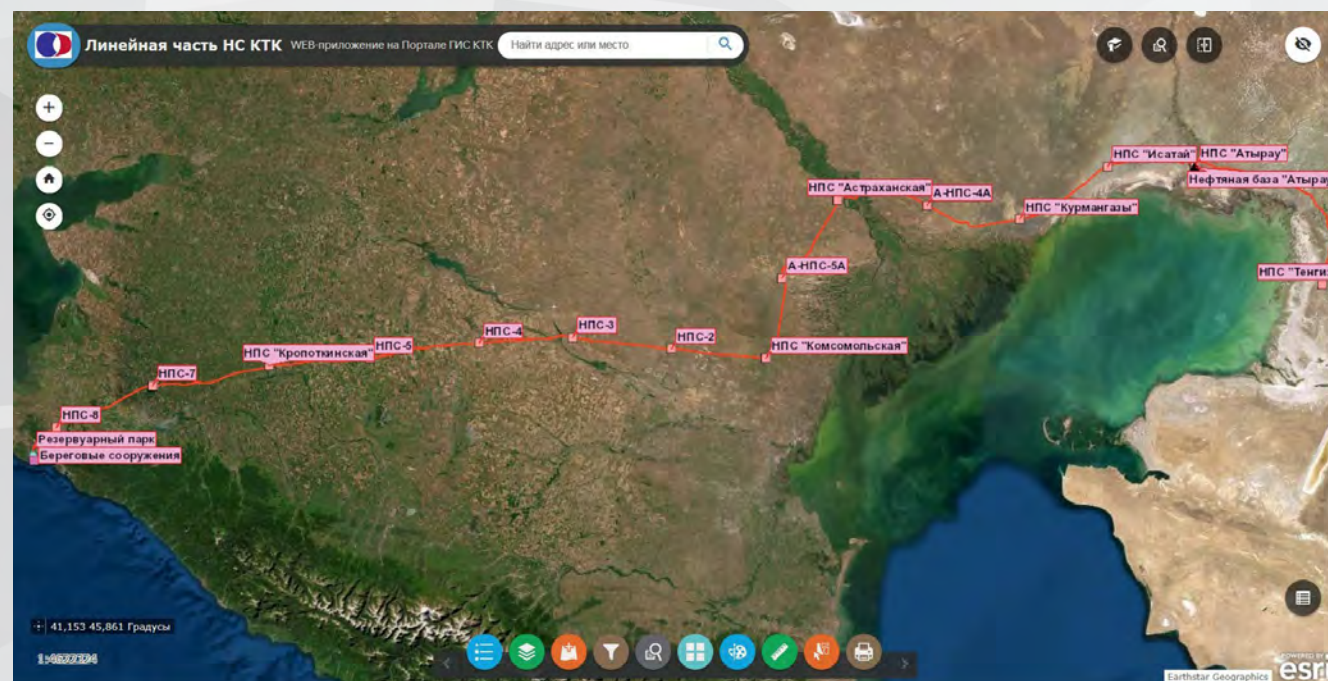 Линейная часть НС КТК WEB-приложение на Портале ГИС КТК Найти адрес или место
НПС "Исатай" НПС "Атырау"
Нефтяная база "Атырау
НПС "Астраханская" А-НПС-4А
НПС "Курмангазы"
А-НПС-5А
НПС "Тенгиз
НПС-3
НПС-4
НПС-2
НПС-5
НПС "Комсомольская"
НПС "Кропоткинская"
НПС-7
НПС-8
Резервуарный парк
Береговые сооружения
41,153 45,861 Градусы
POWERED BY
esri
Earthstar Geographics